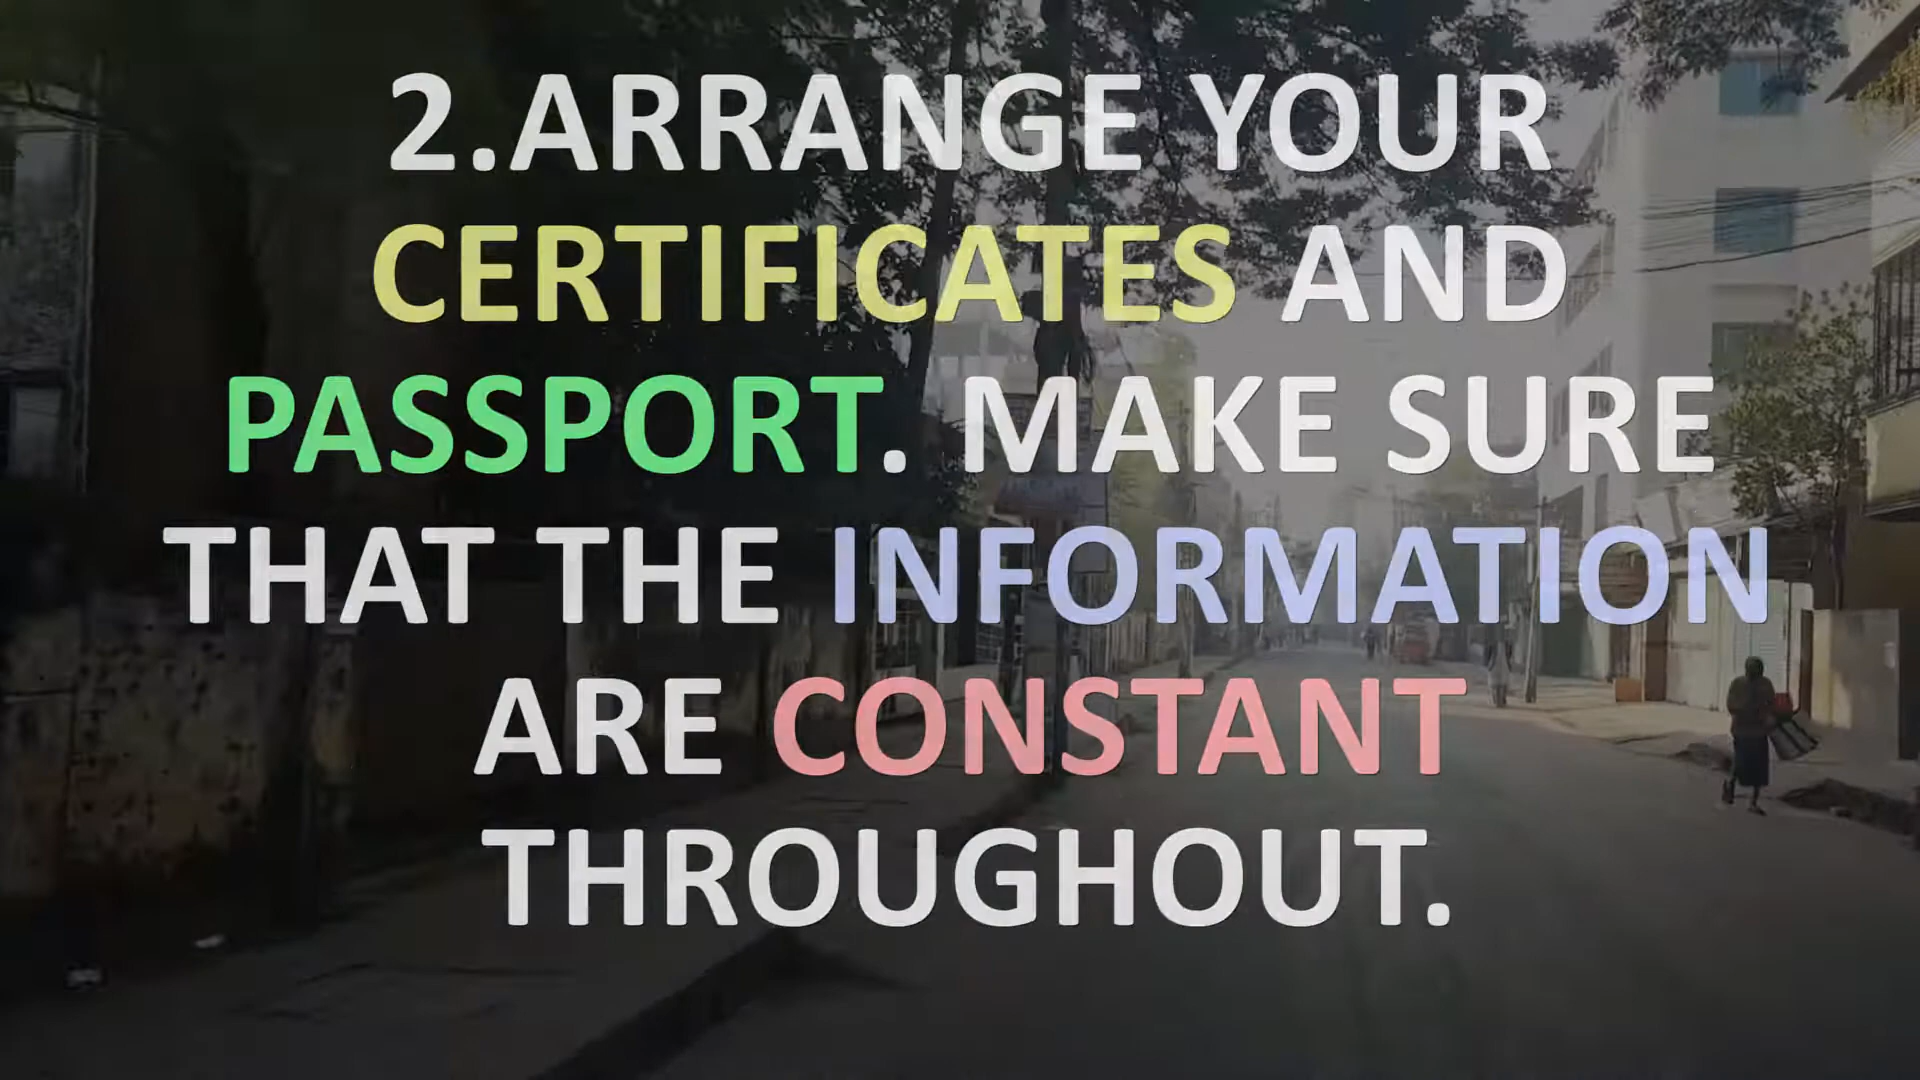 2.ARRANGE YOUR
CERTIFICATES AND
PASSPORT. MAKE SURE
THAT THE INFORMATION
ARE CONSTANT
THROUGHOUT.